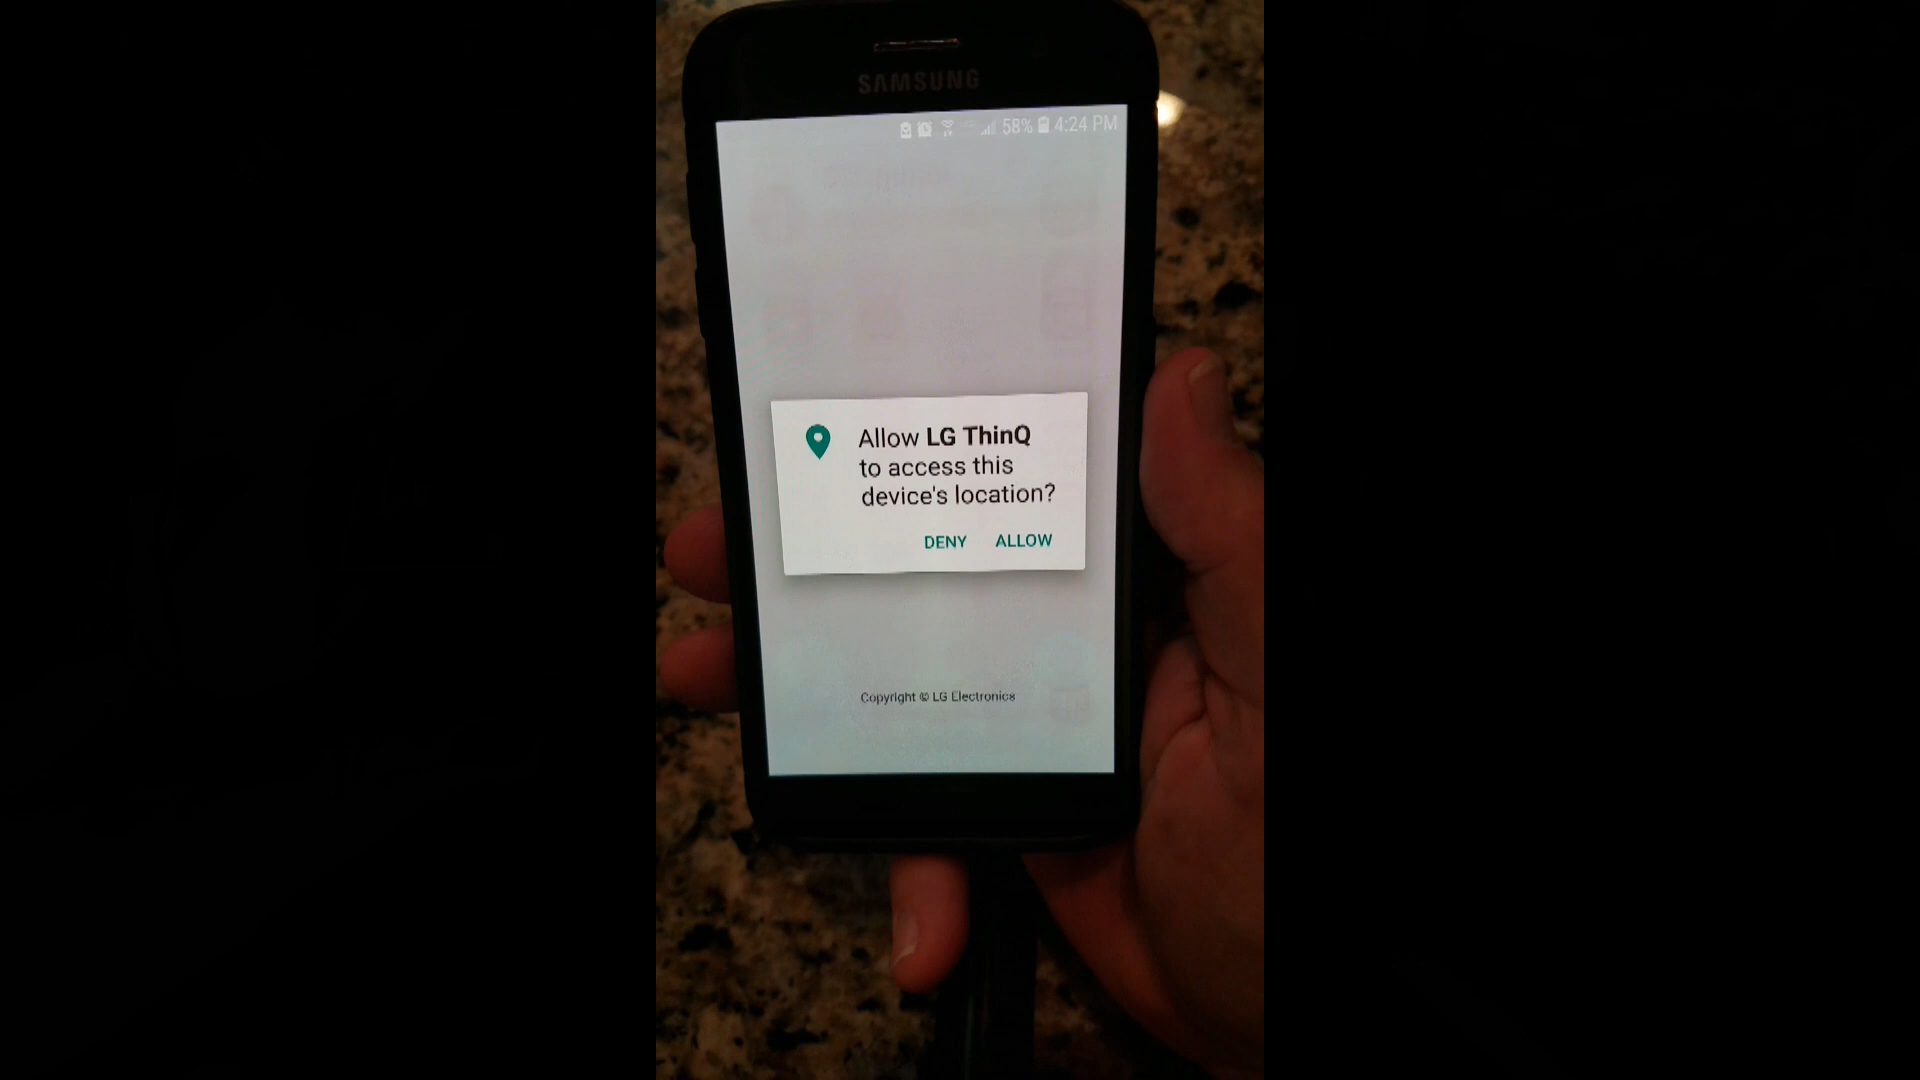 SAMSUNG
58% 4:24 PM
Allow LG ThinQ
to access this
device's location?
DENY ALLOW
Copyright © LG Electronics